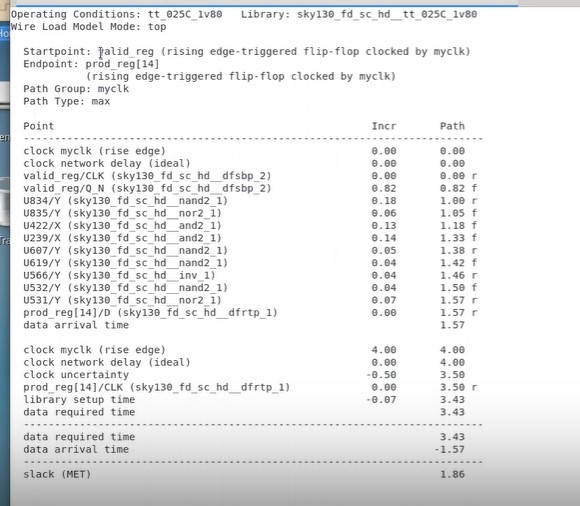 Operating Conditions: tt_025C_1v80   Library: sky130_fd_sc_hd__tt_025C_1v80
Wire Load Model Mode: top
Startpoint: valid_reg (rising edge-triggered flip-flop clocked by myclk)
Endpoint: prod_reg[14]
(rising edge-triggered flip-flop clocked by myclk)
Path Group: myclk
Path Type: max
Point Incr Path
-----------------------------------------------------------
clock myclk (rise edge) 0.00 0.00
clock network delay (ideal) 0.00 0.00
valid_reg/CLK (sky130_fd_sc_hd__dfsbp_2) 0.00 0.00 r
valid_reg/Q_N (sky130_fd_sc_hd__dfsbp_2) 0.82 0.82 f
U834/Y (sky130_fd_sc_hd__nand2_1) 0.18 1.00 r
U835/Y (sky130_fd_sc_hd__nor2_1) 0.06 1.05 f
U422/X (sky130_fd_sc_hd__and2_1) 0.13 1.18 f
U239/X (sky130_fd_sc_hd__and2_1) 0.14 1.33 f
U607/Y (sky130_fd_sc_hd__nand2_1) 0.05 1.38 r
U619/Y (sky130_fd_sc_hd__nand2_1) 0.04 1.42 f
U566/Y (sky130_fd_sc_hd__inv_1) 0.04 1.46 r
U532/Y (sky130_fd_sc_hd__nand2_1) 0.04 1.50 f
U531/Y (sky130_fd_sc_hd__nor2_1) 0.07 1.57 r
prod_reg[14]/D (sky130_fd_sc_hd__dfrtp_1) 0.00 1.57 r
data arrival time 1.57
clock myclk (rise edge) 4.00 4.00
clock network delay (ideal) 0.00 4.00
clock uncertainty -0.50 3.50
prod_reg[14]/CLK (sky130_fd_sc_hd__dfrtp_1) 0.00 3.50 r
library setup time -0.07 3.43
data required time 3.43
-----------------------------------------------------------
data required time 3.43
data arrival time -1.57
-----------------------------------------------------------
slack (MET) 1.86